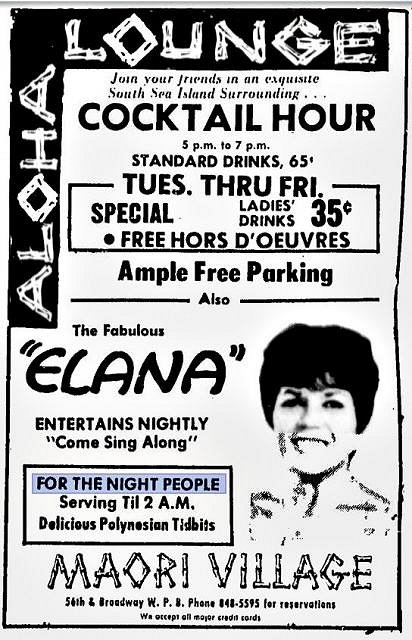 ALOHA LOUNGE
Join your friends in an exquisite
South Sea Island Surrounding . . .
COCKTAIL HOUR
5 p.m. to 7 p.m.
STANDARD DRINKS, 65¢
TUES. THRU FRI.
SPECIAL LADIES' DRINKS 35¢
• FREE HORS D'OEUVRES
Ample Free Parking
Also
The Fabulous
"ELANA"
ENTERTAINS NIGHTLY
"Come Sing Along"
FOR THE NIGHT PEOPLE
Serving Til 2 A.M.
Delicious Polynesian Tidbits
MAORI VILLAGE
56th & Broadway W. P. B. Phone 848-5595 for reservations
We accept all major credit cards